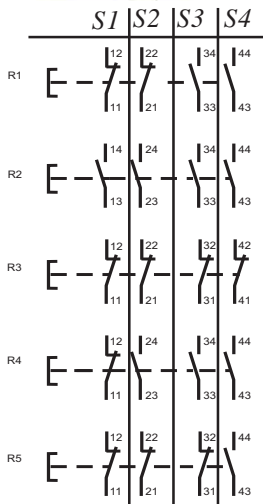 S1 S2 S3 S4
12 22 34 44
R1
11 21 33 43
14 24 34 44
R2
13 23 33 43
12 22 32 42
R3
11 21 31 41
12 24 34 44
R4
11 23 33 43
12 22 32 44
R5
11 21 31 43